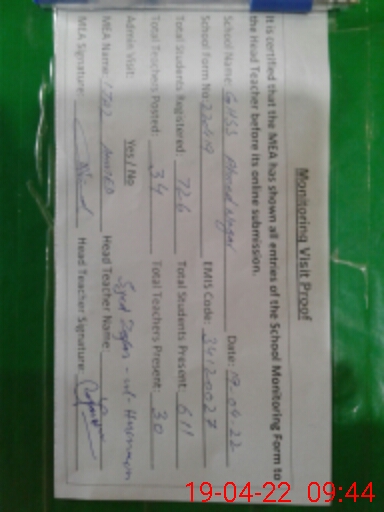 Monitoring Visit Proof
It is certified that the MEA has shown all entries of the School Monitoring Form to
the Head Teacher before its online submission.
School Name: GHSS Ahmed Nagar Date: 19-04-22
School Form No: EMIS Code: 34120027
Total Students Registered: 726 Total Students Present: 611
Total Teachers Posted: 34 Total Teachers Present: 30
Admin Visit: Yes / No
MEA Name: Head Teacher Name: Syed
MEA Signature: Head Teacher Signature:
19-04-22 09:44